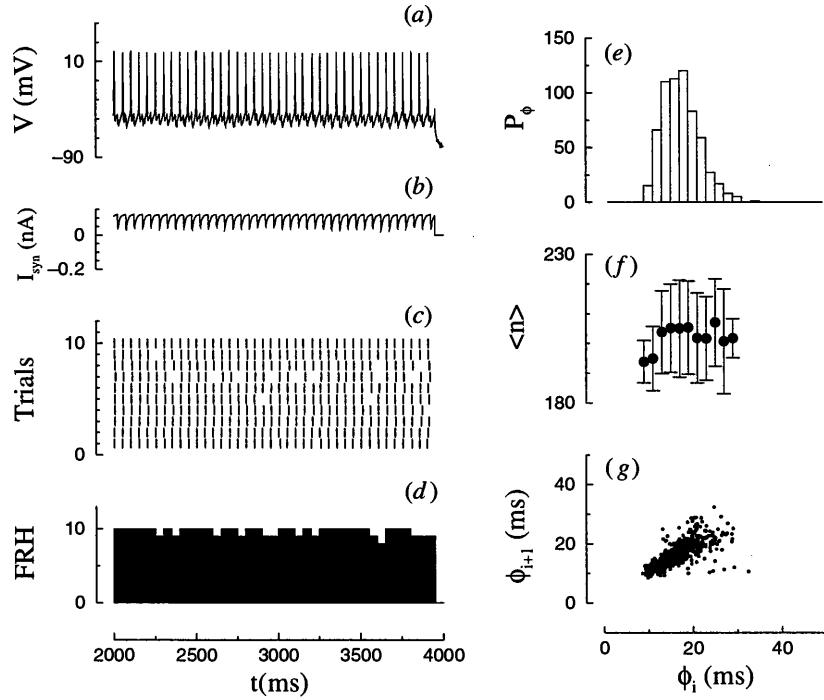 (a)
V (mV)
10
−90
(b)
I_syn (nA)
0
−0.2
(c)
Trials
10
0
(d)
FRH
10
0
2000 2500 3000 3500 4000
t(ms)
(e)
P_ϕ
150
100
50
0
(f)
<n>
230
180
(g)
ϕ_{i+1} (ms)
40
20
0
0 20 40
ϕ_i (ms)